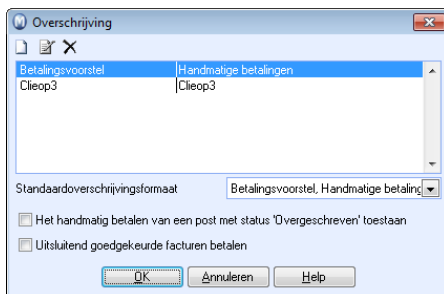 Overschrijving
Betalingsvoorstel Handmatige betalingen
Clieop3 Clieop3
Standaardoverschrijvingsformaat Betalingsvoorstel, Handmatige betaling
Het handmatig betalen van een post met status 'Overgeschreven' toestaan
Uitsluitend goedgekeurde facturen betalen
OK Annuleren Help